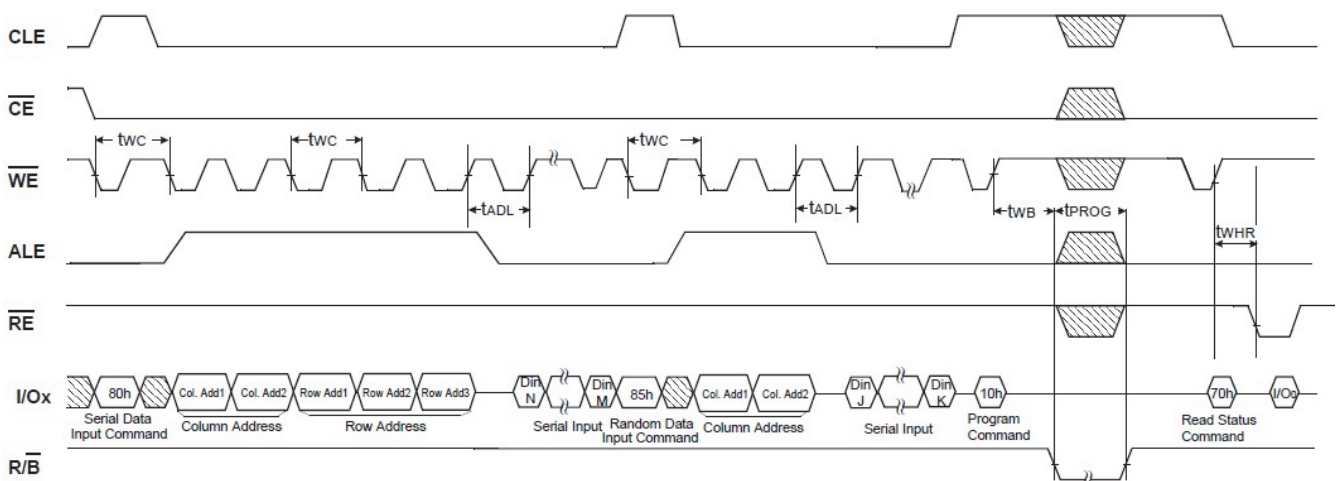 CLE
CE
tWC tWC tWC
WE
tADL tADL tWB tPROG
ALE
tWHR
RE
I/Ox 80h Col. Add1 Col. Add2 Row Add1 Row Add2 Row Add3 Din N Din M 85h Col. Add1 Col. Add2 Din J Din K 10h 70h I/O0
Serial Data Input Command Column Address Row Address Serial Input Random Data Input Command Column Address Serial Input Program Command Read Status Command
R/B